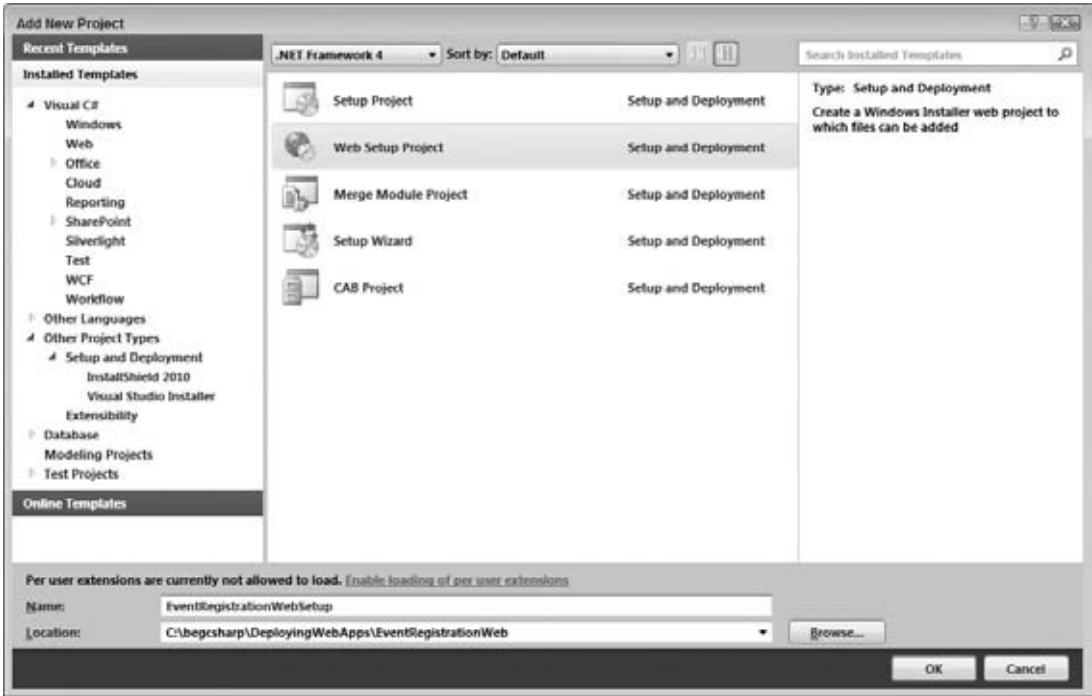 Add New Project
Recent Templates
Installed Templates
Visual C#
Windows
Web
Office
Cloud
Reporting
SharePoint
Silverlight
Test
WCF
Workflow
Other Languages
Other Project Types
Setup and Deployment
InstallShield 2010
Visual Studio Installer
Extensibility
Database
Modeling Projects
Test Projects
Online Templates
.NET Framework 4
Sort by: Default
Setup Project Setup and Deployment
Web Setup Project Setup and Deployment
Merge Module Project Setup and Deployment
Setup Wizard Setup and Deployment
CAB Project Setup and Deployment
Search Installed Templates
Type: Setup and Deployment
Create a Windows Installer web project to
which files can be added
Per user extensions are currently not allowed to load. Enable loading of per user extensions
Name: EventRegistrationWebSetup
Location: C:\begcsharp\DeployingWebApps\EventRegistrationWeb
Browse...
OK Cancel